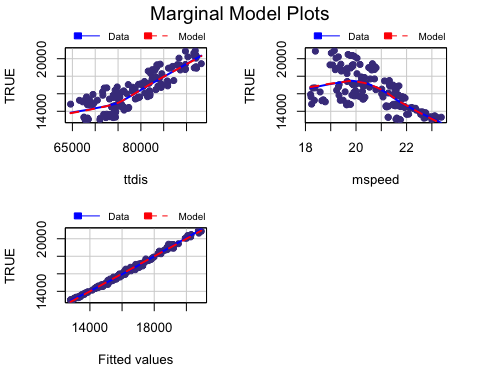 Marginal Model Plots
Data Model
TRUE
14000 20000
65000 80000
ttdis
Data Model
TRUE
14000 20000
18 20 22
mspeed
Data Model
TRUE
14000 20000
14000 18000
Fitted values